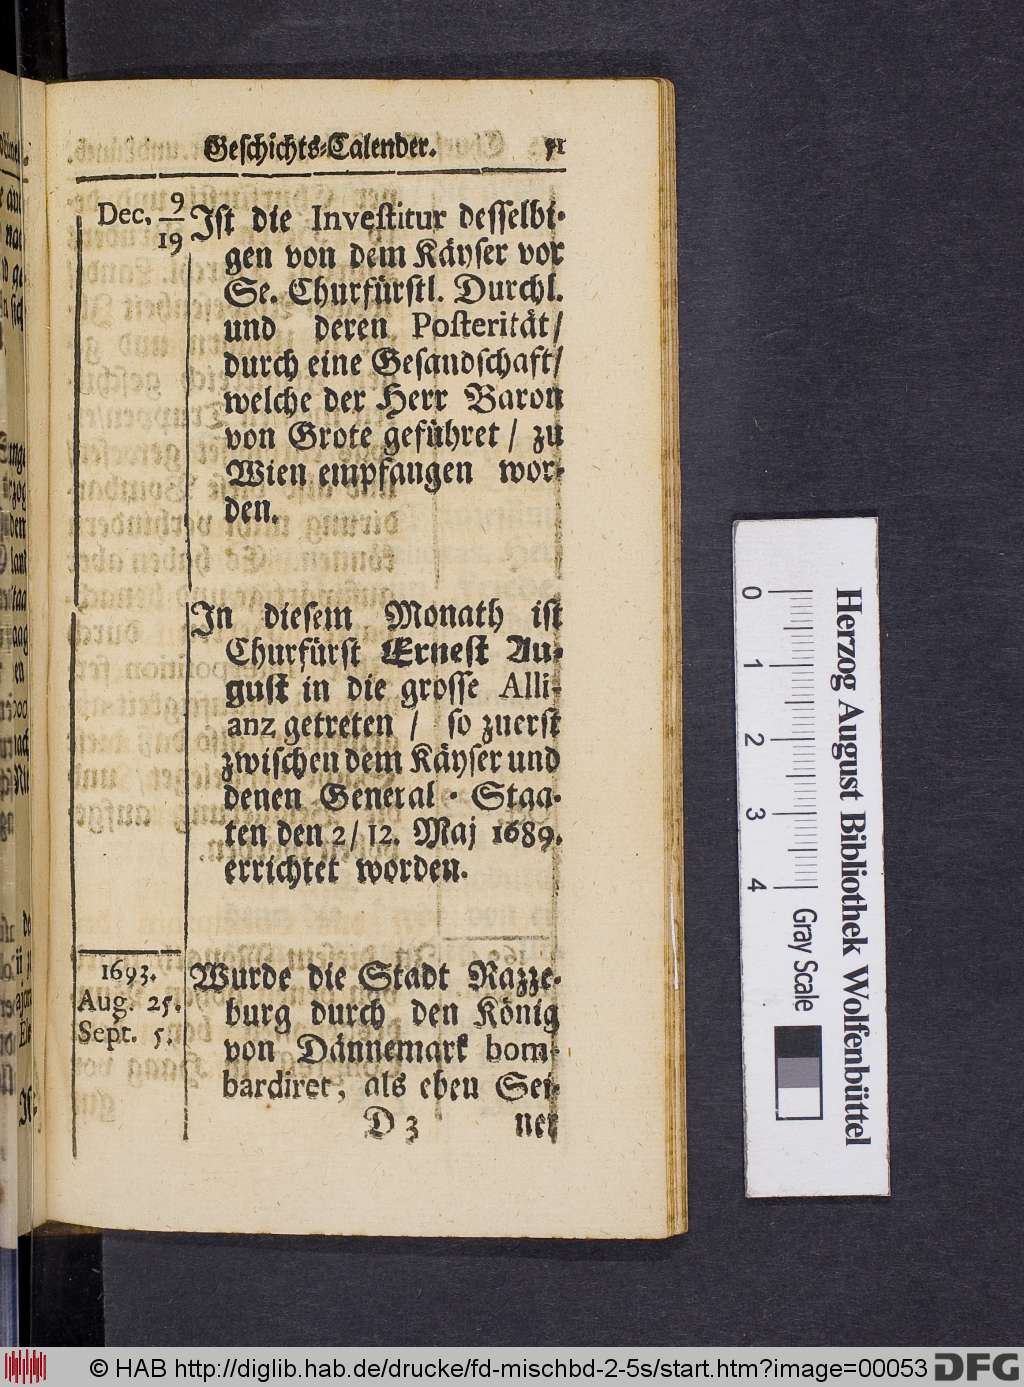 Geschichts-Calender. 51
Dec. 9/19 Ist die Investitur desselbi-
gen von dem Käyser vor
Se. Churfürstl. Durchl.
und deren Posterität/
durch eine Gesandschaft/
welche der Herr Baron
von Grote geführet / zu
Wien empfangen wor-
den.
In diesem Monath ist
Churfürst Ernest Au-
gust in die grosse Alli-
anz getreten / so zuerst
zwischen dem Käyser und
denen General-Staa-
ten den 2/12. Maj 1689.
errichtet worden.
1693.
Aug. 25.
Sept. 5.
Wurde die Stadt Razze-
burg durch den König
von Dännemark bom-
bardiret, als eben Sei-
D 3 ner
Herzog August Bibliothek Wolfenbüttel
0 1 2 3 4
Gray Scale
© HAB http://diglib.hab.de/drucke/fd-mischbd-2-5s/start.htm?image=00053 DFG